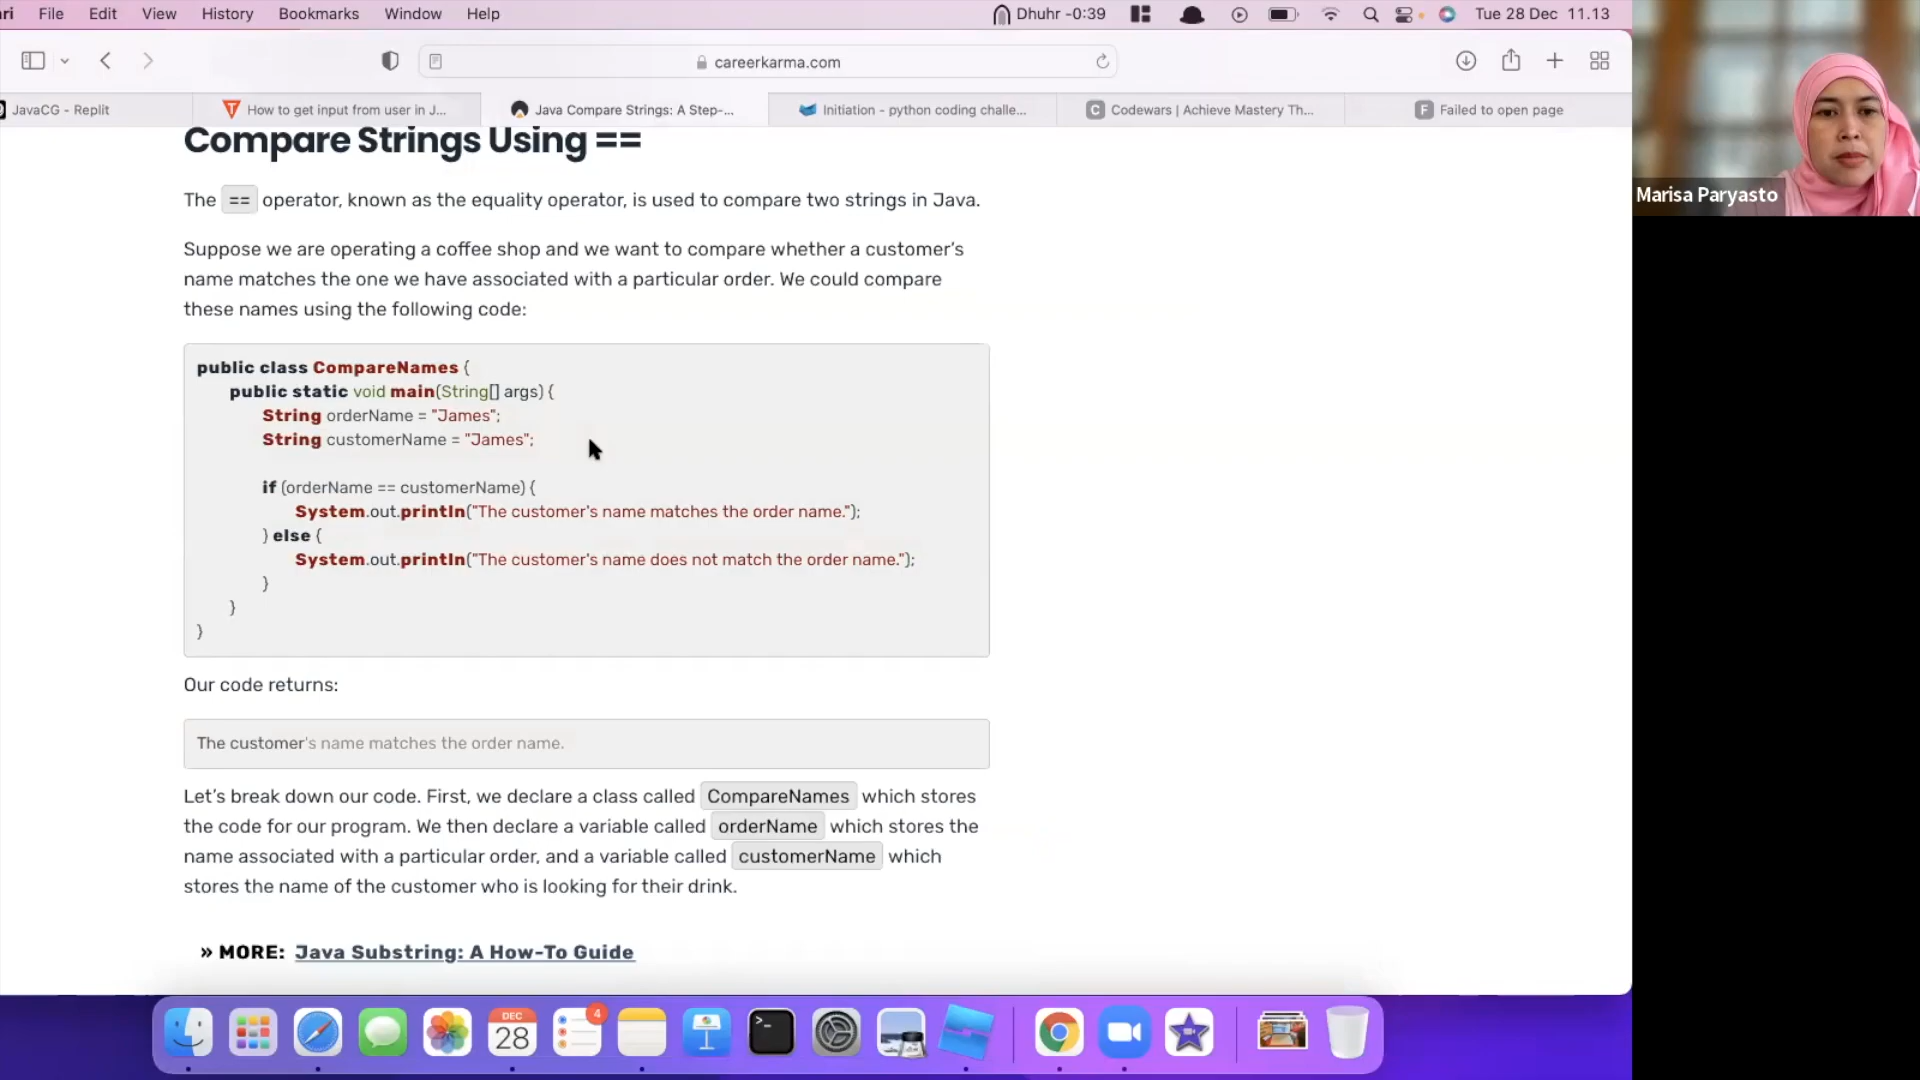 ri File Edit View History Bookmarks Window Help Dhuhr -0:39 Tue 28 Dec 11.13
careerkarma.com
JavaCG - Replit How to get input from user in J... Java Compare Strings: A Step-... Initiation - python coding challe... C Codewars | Achieve Mastery Th... F Failed to open page
Marisa Paryasto
Compare Strings Using ==
The == operator, known as the equality operator, is used to compare two strings in Java.
Suppose we are operating a coffee shop and we want to compare whether a customer's
name matches the one we have associated with a particular order. We could compare
these names using the following code:
public class CompareNames {
public static void main(String[] args) {
String orderName = "James";
String customerName = "James";
if (orderName == customerName) {
System.out.println("The customer's name matches the order name.");
} else {
System.out.println("The customer's name does not match the order name.");
}
}
}
Our code returns:
The customer's name matches the order name.
Let's break down our code. First, we declare a class called CompareNames which stores
the code for our program. We then declare a variable called orderName which stores the
name associated with a particular order, and a variable called customerName which
stores the name of the customer who is looking for their drink.
» MORE: Java Substring: A How-To Guide
DEC
28
4
>_